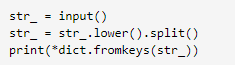 str_ = input()
str_ = str_.lower().split()
print(*dict.fromkeys(str_))